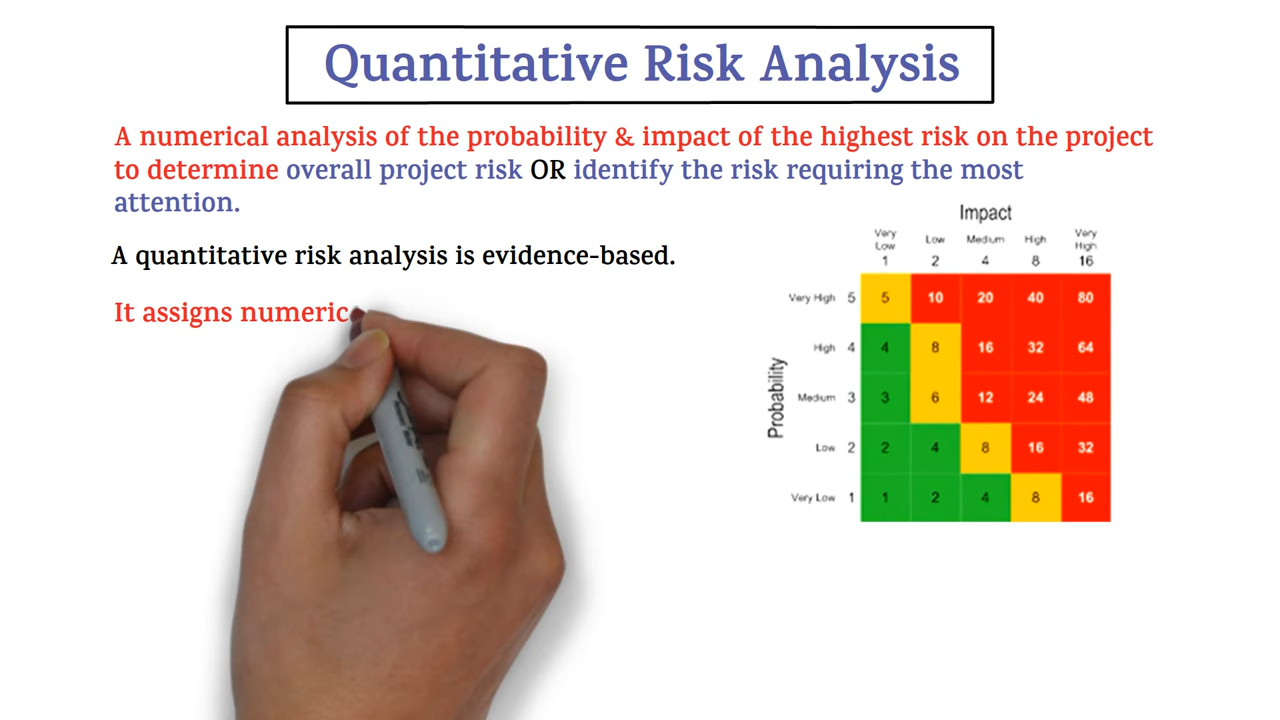 Quantitative Risk Analysis
A numerical analysis of the probability & impact of the highest risk on the project
to determine overall project risk OR identify the risk requiring the most
attention.
A quantitative risk analysis is evidence-based.
It assigns numeric
Impact
Very Low Low Medium High Very High
1 2 4 8 16
Probability
Very High 5 5 10 20 40 80
High 4 4 8 16 32 64
Medium 3 3 6 12 24 48
Low 2 2 4 8 16 32
Very Low 1 1 2 4 8 16